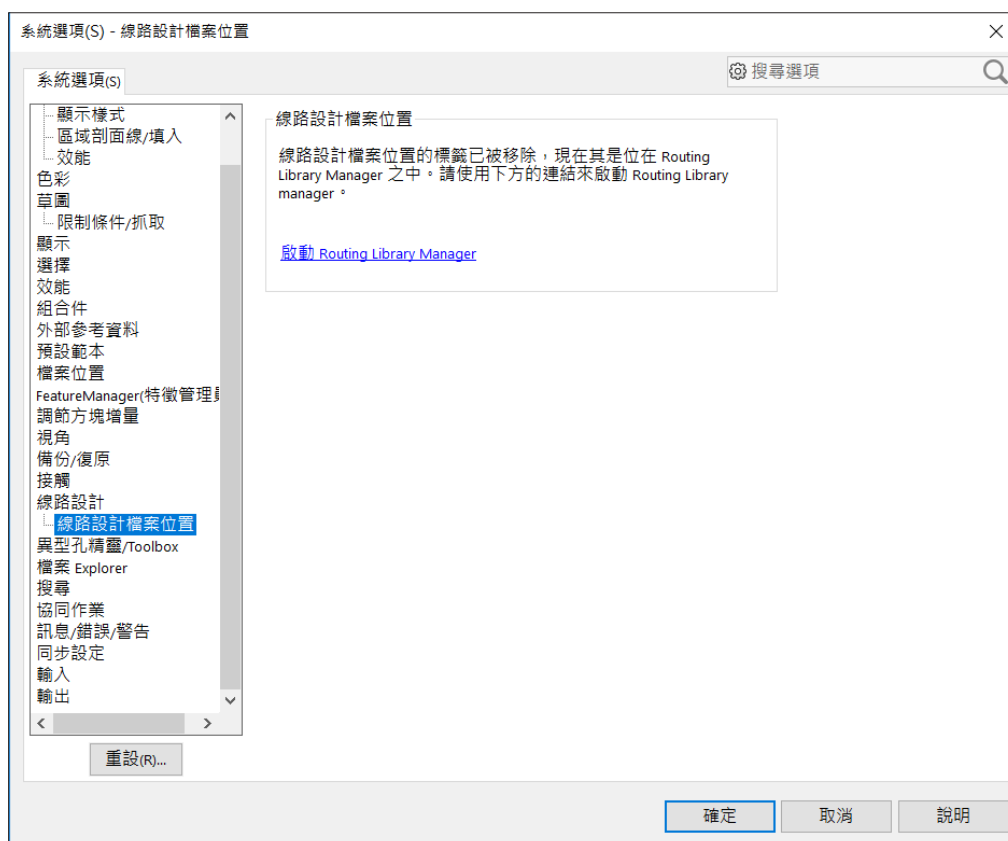 系統選項(S) - 線路設計檔案位置
系統選項(S)
搜尋選項
顯示樣式
區域剖面線/填入
效能
色彩
草圖
限制條件/抓取
顯示
選擇
效能
組合件
外部參考資料
預設範本
檔案位置
FeatureManager(特徵管理員
調節方塊增量
視角
備份/復原
接觸
線路設計
線路設計檔案位置
異型孔精靈/Toolbox
檔案 Explorer
搜尋
協同作業
訊息/錯誤/警告
同步設定
輸入
輸出
重設(R)...
線路設計檔案位置
線路設計檔案位置的標籤已被移除，現在其是位在 Routing
Library Manager 之中。請使用下方的連結來啟動 Routing Library
manager。
啟動 Routing Library Manager
確定
取消
說明